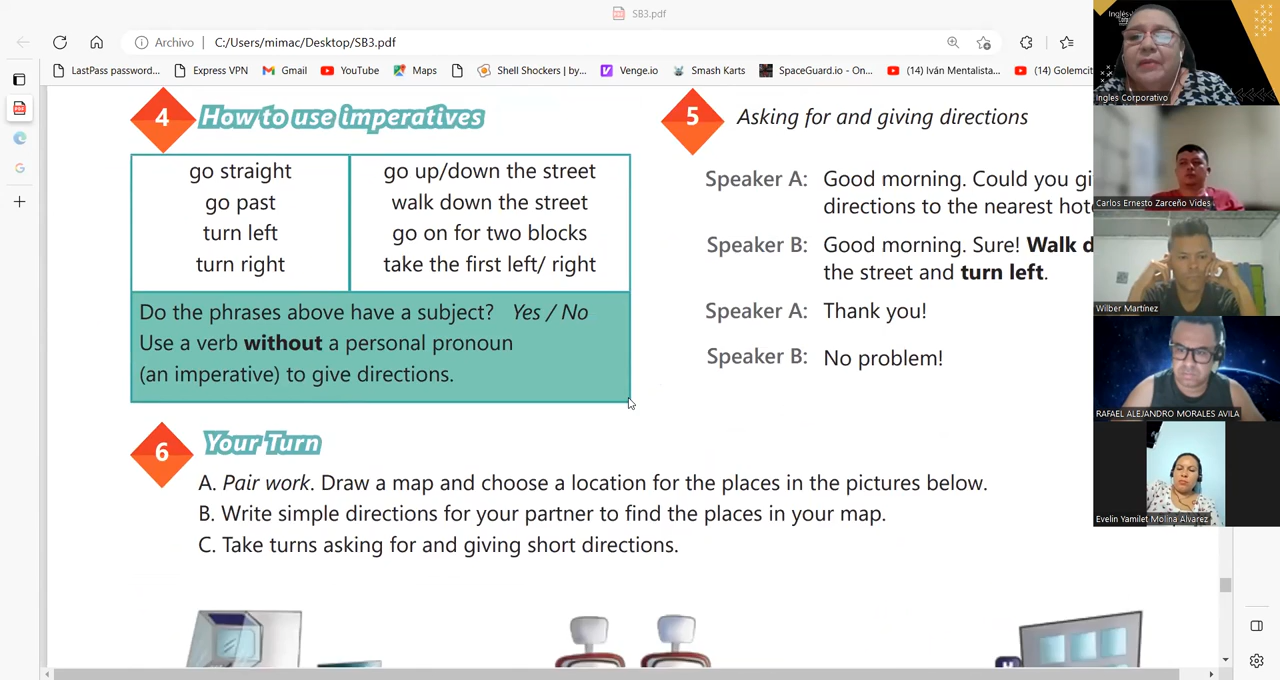 SB3.pdf
Archivo | C:/Users/mimac/Desktop/SB3.pdf
LastPass password... Express VPN Gmail YouTube Maps Shell Shockers | by... Venge.io Smash Karts SpaceGuard.io - On... (14) Iván Mentalista... (14) Golemcit
4 How to use imperatives
go straight
go past
turn left
turn right
go up/down the street
walk down the street
go on for two blocks
take the first left/ right
Do the phrases above have a subject? Yes / No
Use a verb without a personal pronoun
(an imperative) to give directions.
5 Asking for and giving directions
Speaker A: Good morning. Could you gi
directions to the nearest hot
Speaker B: Good morning. Sure! Walk d
the street and turn left.
Speaker A: Thank you!
Speaker B: No problem!
6 Your Turn
A. Pair work. Draw a map and choose a location for the places in the pictures below.
B. Write simple directions for your partner to find the places in your map.
C. Take turns asking for and giving short directions.
Ingles Corporativo
Carlos Ernesto Zarceño Vides
Wilber Martínez
RAFAEL ALEJANDRO MORALES AVILA
Evelin Yamilet Molina Alvarez